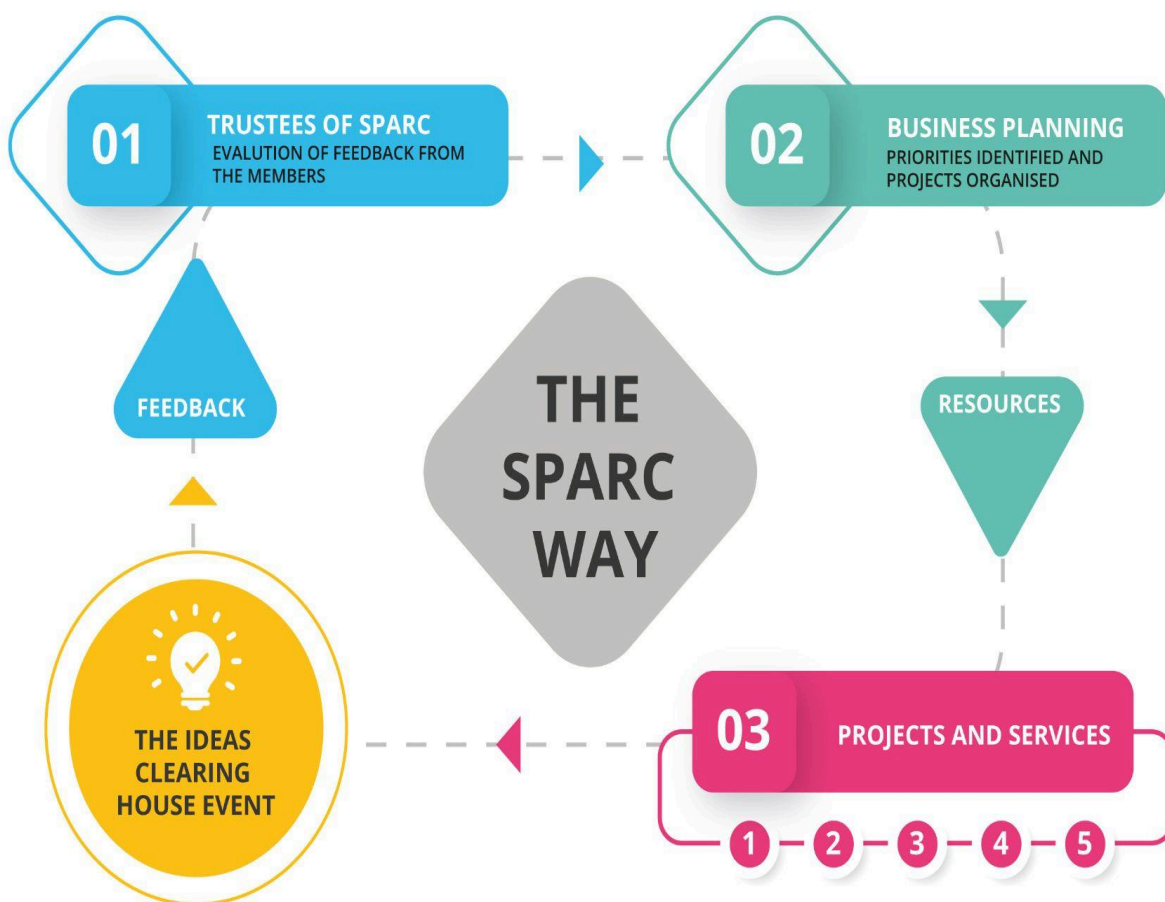 01
TRUSTEES OF SPARC
EVALUTION OF FEEDBACK FROM
THE MEMBERS
02
BUSINESS PLANNING
PRIORITIES IDENTIFIED AND
PROJECTS ORGANISED
FEEDBACK
THE
SPARC
WAY
RESOURCES
THE IDEAS
CLEARING
HOUSE EVENT
03
PROJECTS AND SERVICES
1 2 3 4 5